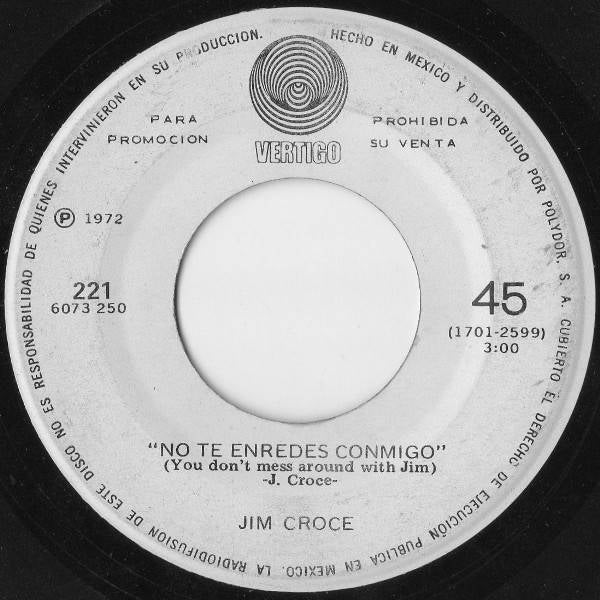 LA RADIODIFUSION DE ESTE DISCO NO ES RESPONSABILIDAD DE QUIENES INTERVINIERON EN SU PRODUCCION. HECHO EN MEXICO Y DISTRIBUIDO POR POLYDOR, S. A. CUBIERTO EL DERECHO DE EJECUCIÓN PUBLICA EN MEXICO.
VERTIGO
PARA
PROMOCION
PROHIBIDA
SU VENTA
℗ 1972
221
6073 250
45
(1701-2599)
3:00
"NO TE ENREDES CONMIGO"
(You don't mess around with Jim)
-J. Croce-
JIM CROCE